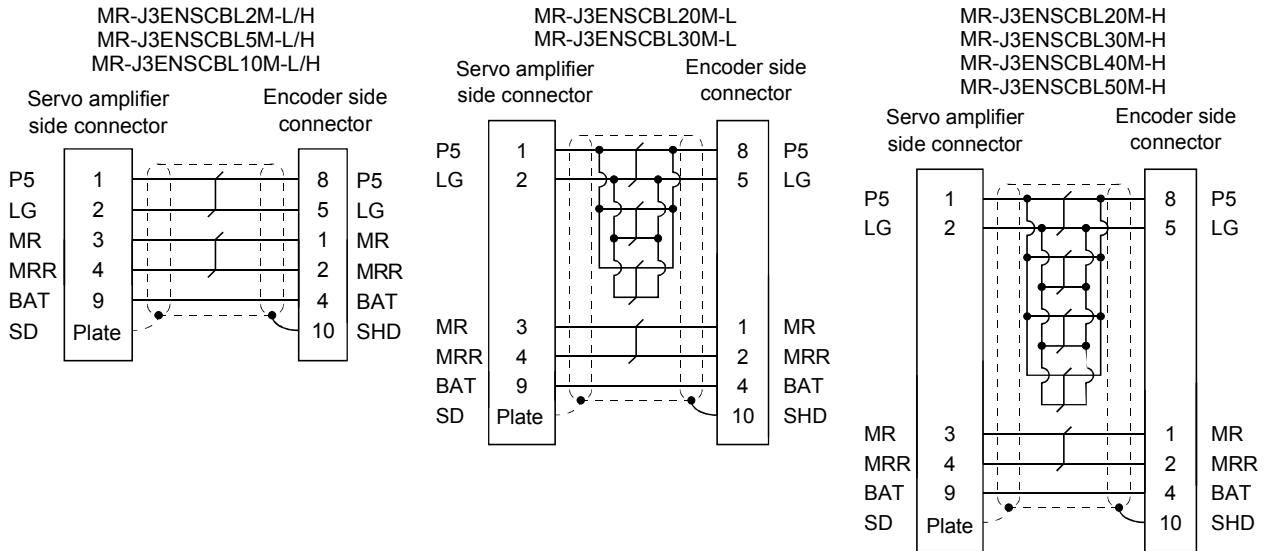 MR-J3ENSCBL2M-L/H
MR-J3ENSCBL5M-L/H
MR-J3ENSCBL10M-L/H
Servo amplifier
side connector
Encoder side
connector
P5 1 8 P5
LG 2 5 LG
MR 3 1 MR
MRR 4 2 MRR
BAT 9 4 BAT
SD Plate 10 SHD
MR-J3ENSCBL20M-L
MR-J3ENSCBL30M-L
Servo amplifier
side connector
Encoder side
connector
P5 1 8 P5
LG 2 5 LG
MR 3 1 MR
MRR 4 2 MRR
BAT 9 4 BAT
SD Plate 10 SHD
MR-J3ENSCBL20M-H
MR-J3ENSCBL30M-H
MR-J3ENSCBL40M-H
MR-J3ENSCBL50M-H
Servo amplifier
side connector
Encoder side
connector
P5 1 8 P5
LG 2 5 LG
MR 3 1 MR
MRR 4 2 MRR
BAT 9 4 BAT
SD Plate 10 SHD